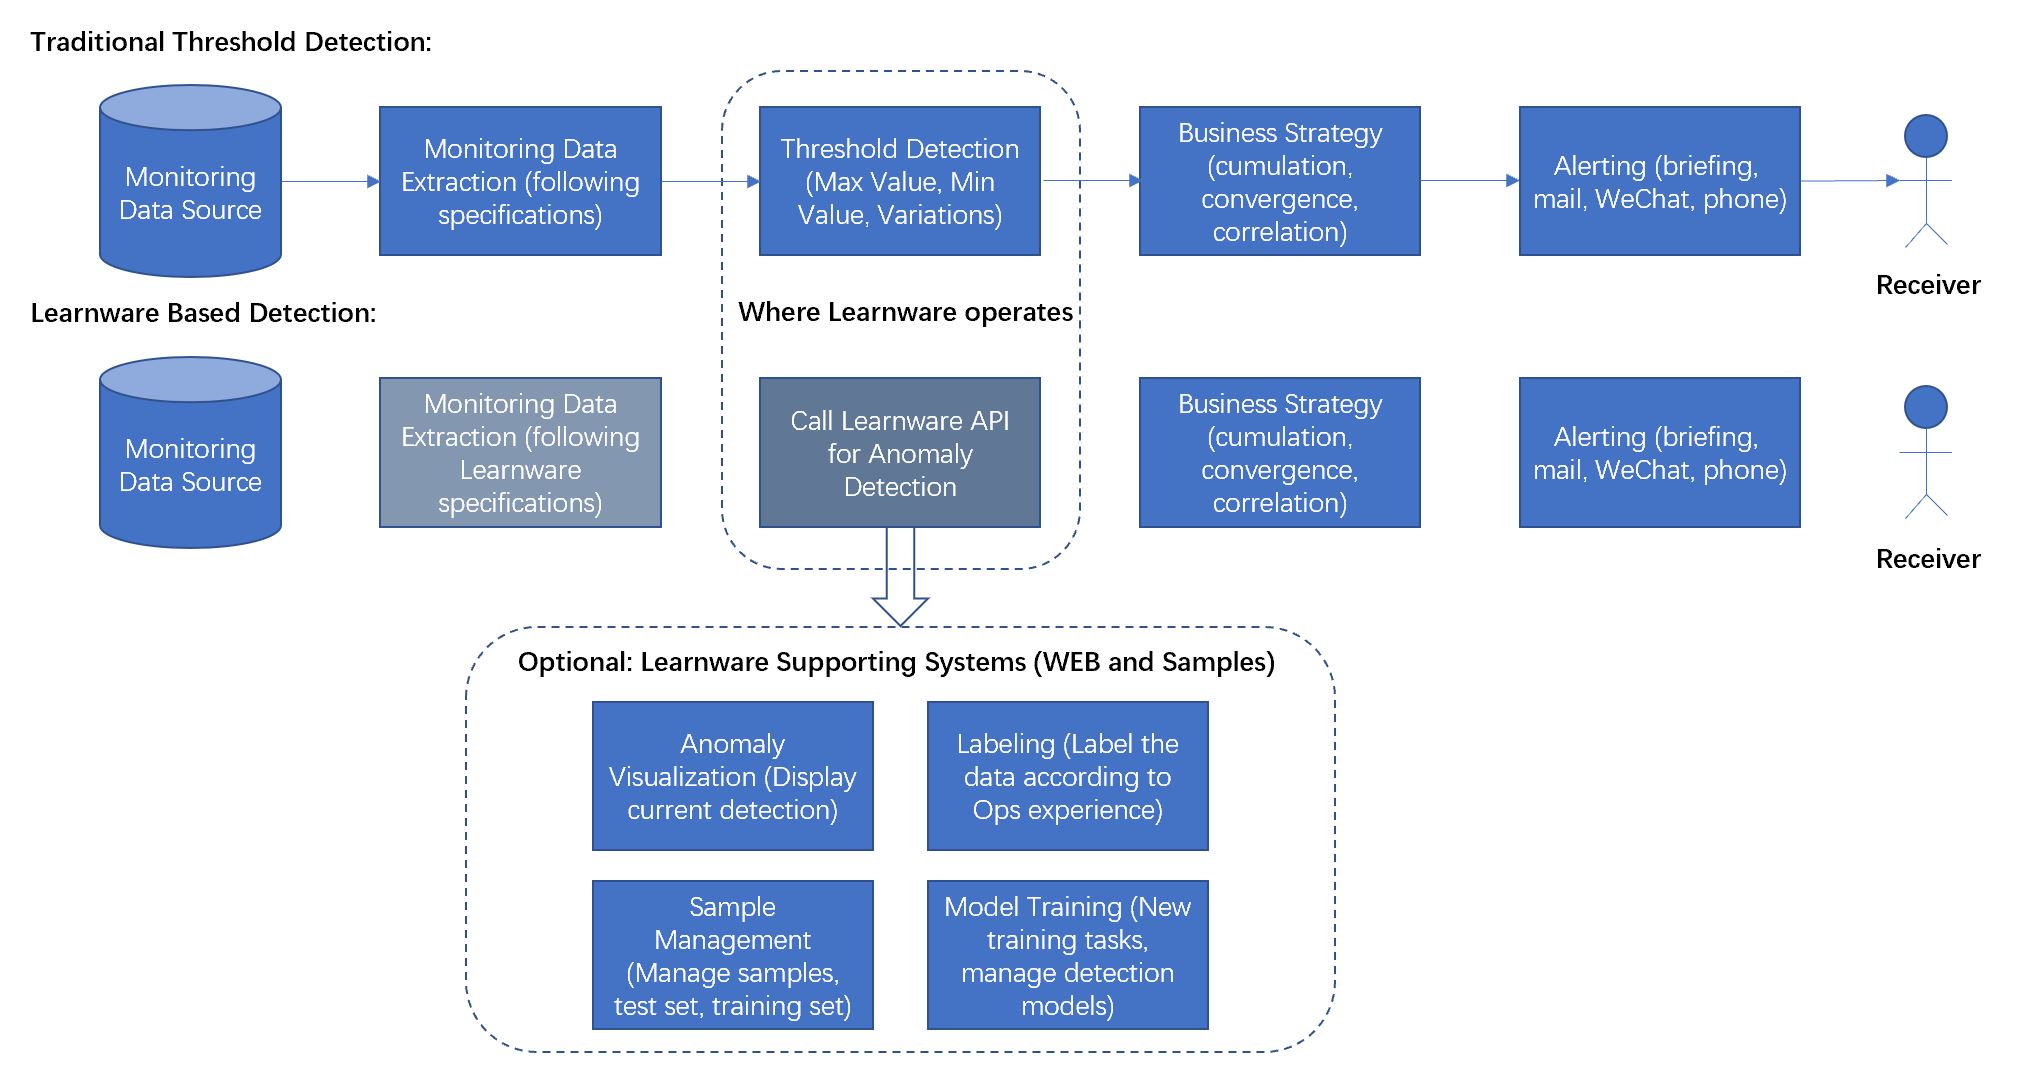 Traditional Threshold Detection:
Monitoring
Data Source
Monitoring Data
Extraction (following
specifications)
Threshold Detection
(Max Value, Min
Value, Variations)
Business Strategy
(cumulation,
convergence,
correlation)
Alerting (briefing,
mail, WeChat, phone)
Receiver
Learnware Based Detection:
Where Learnware operates
Monitoring
Data Source
Monitoring Data
Extraction (following
Learnware
specifications)
Call Learnware API
for Anomaly
Detection
Business Strategy
(cumulation,
convergence,
correlation)
Alerting (briefing,
mail, WeChat, phone)
Receiver
Optional: Learnware Supporting Systems (WEB and Samples)
Anomaly
Visualization (Display
current detection)
Labeling (Label the
data according to
Ops experience)
Sample
Management
(Manage samples,
test set, training set)
Model Training (New
training tasks,
manage detection
models)